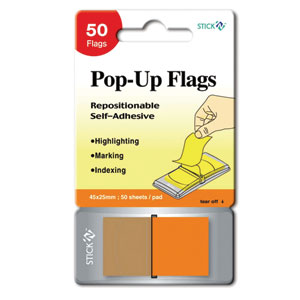 50
Flags
STICK N
Pop-Up Flags
Repositionable
Self-Adhesive
•Highlighting
•Marking
•Indexing
45x25mm ; 50 sheets / pad
tear off
STICK N